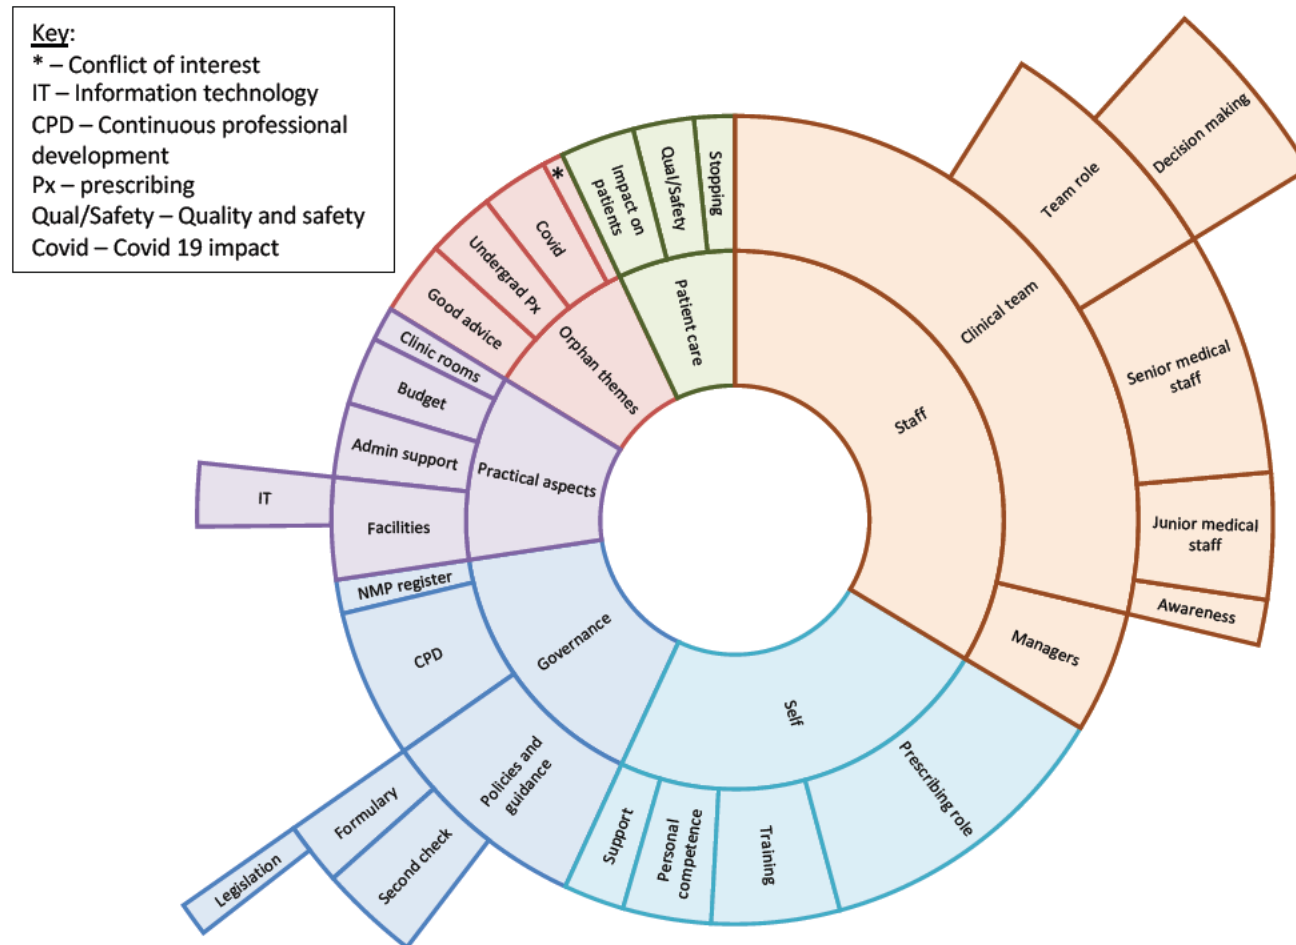 Key:
* – Conflict of interest
IT – Information technology
CPD – Continuous professional
development
Px – prescribing
Qual/Safety – Quality and safety
Covid – Covid 19 impact
Decision making
Team role
Clinical team
Senior medical
staff
Junior medical
staff
Awareness
Staff
Managers
Self
Prescribing role
Training
Personal
competence
Support
Governance
Policies and
guidance
Second check
Formulary
Legislation
CPD
NMP register
Practical aspects
Facilities
IT
Admin support
Budget
Clinic rooms
Orphan themes
Good advice
Undergrad Px
Covid
*
Patient care
Impact on
patients
Qual/Safety
Stopping